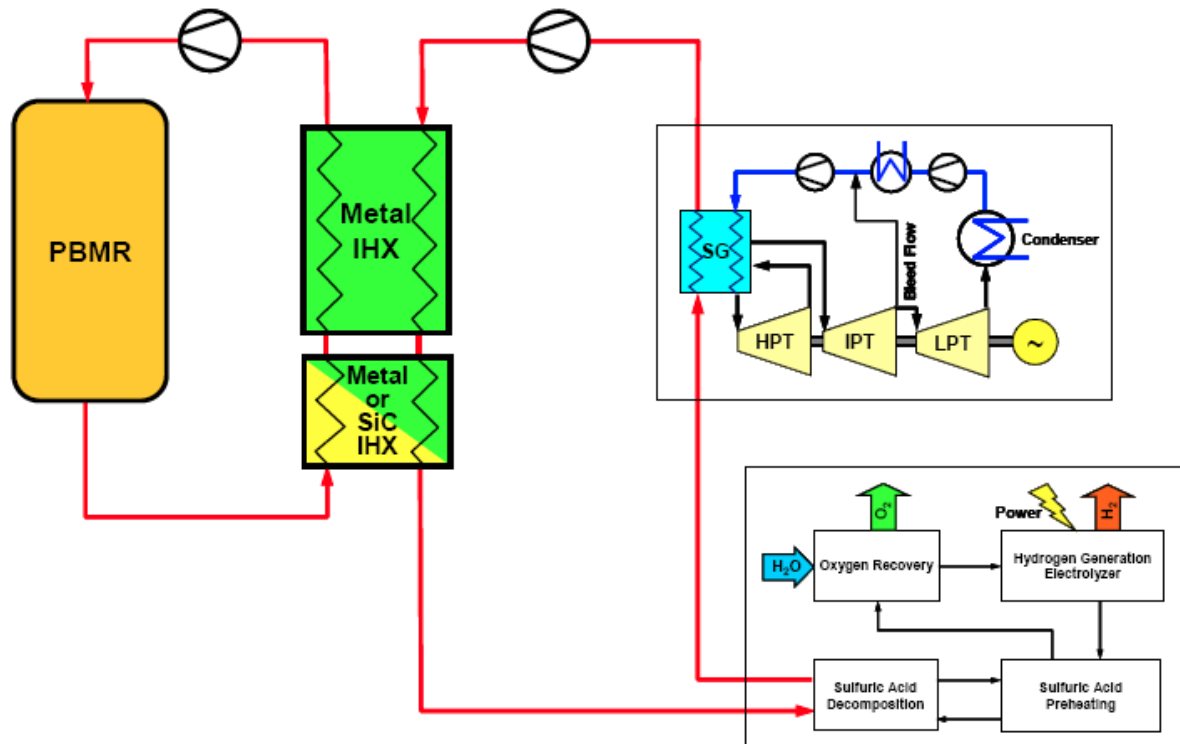 PBMR
Metal
IHX
Metal
or
SiC
IHX
SG
Bleed Flow
Condenser
HPT
IPT
LPT
~
O₂
Power
H₂
H₂O
Oxygen Recovery
Hydrogen Generation
Electrolyzer
Sulfuric Acid
Decomposition
Sulfuric Acid
Preheating